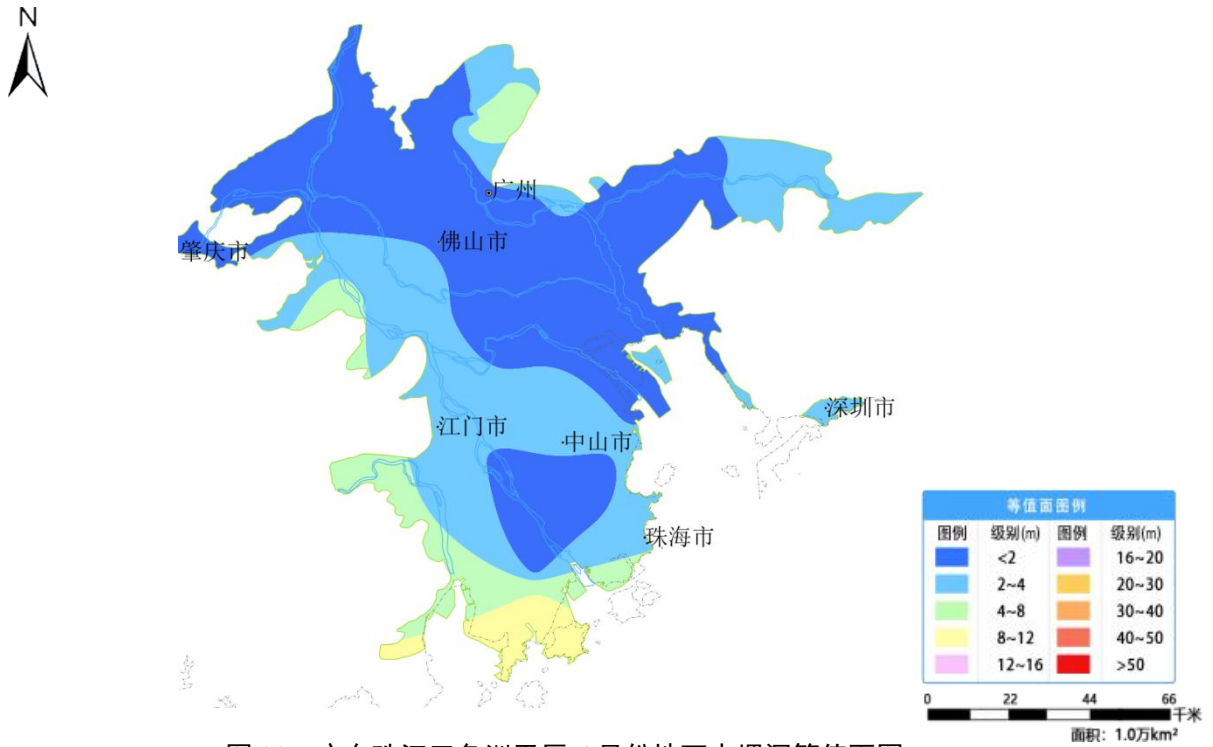 N
广州
佛山市
肇庆市
深圳市
江门市
中山市
珠海市
等值面图例
图例 级别(m) 图例 级别(m)
<2 16~20
2~4 20~30
4~8 30~40
8~12 40~50
12~16 >50
0 22 44 66
千米
面积: 1.0万km²